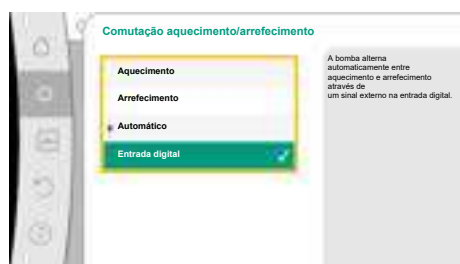 Comutação aquecimento/arrefecimento
Aquecimento
Arrefecimento
Automático
Entrada digital
A bomba alterna
automaticamente entre
aquecimento e arrefecimento
através de
um sinal externo na entrada digital.